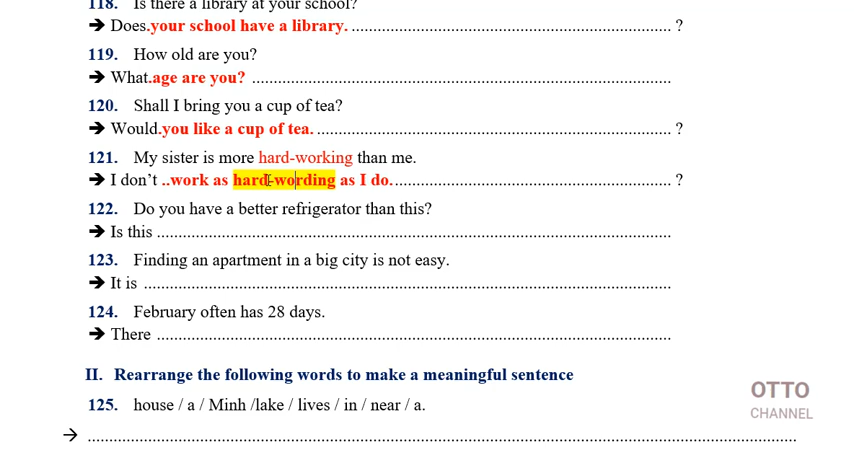 118. Is there a library at your school?
➔ Does.your school have a library. ........................................ ?
119. How old are you?
➔ What.age are you? ........................................
120. Shall I bring you a cup of tea?
➔ Would.you like a cup of tea. ........................................ ?
121. My sister is more hard-working than me.
➔ I don't ..work as hard-wording as I do......................................... ?
122. Do you have a better refrigerator than this?
➔ Is this ........................................
123. Finding an apartment in a big city is not easy.
➔ It is ........................................
124. February often has 28 days.
➔ There ........................................
II. Rearrange the following words to make a meaningful sentence
125. house / a / Minh /lake / lives / in / near / a.
→ ........................................
OTTO
CHANNEL